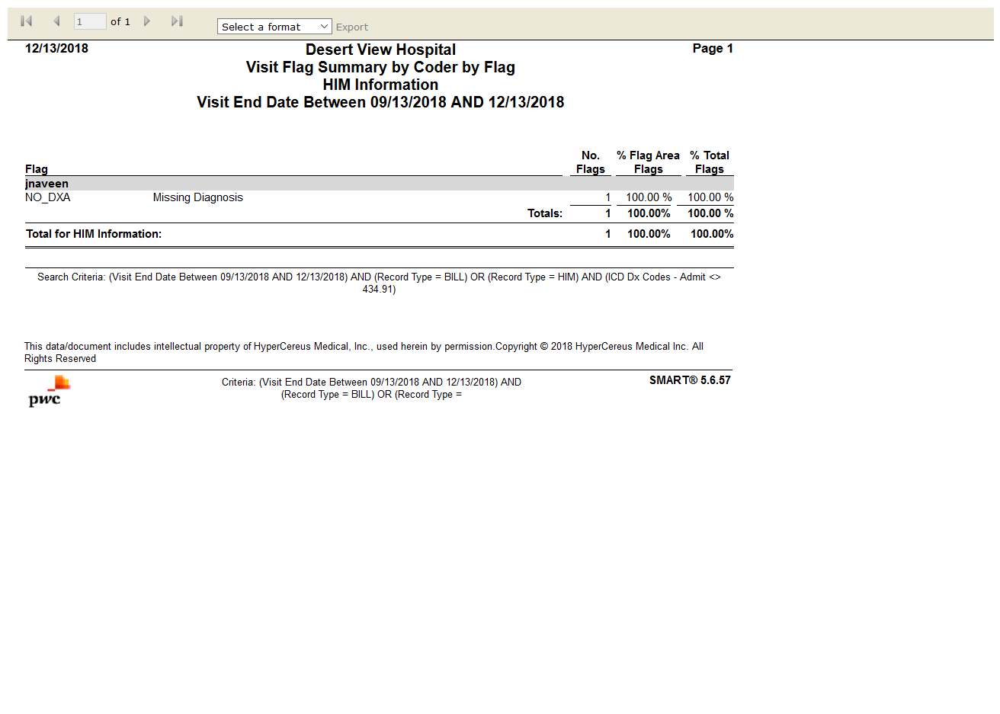 1 of 1 Select a format Export
12/13/2018 Desert View Hospital Page 1
Visit Flag Summary by Coder by Flag
HIM Information
Visit End Date Between 09/13/2018 AND 12/13/2018
No. % Flag Area % Total
Flag Flags Flags Flags
jnaveen
NO_DXA Missing Diagnosis 1 100.00 % 100.00 %
Totals: 1 100.00% 100.00 %
Total for HIM Information: 1 100.00% 100.00%
Search Criteria: (Visit End Date Between 09/13/2018 AND 12/13/2018) AND (Record Type = BILL) OR (Record Type = HIM) AND (ICD Dx Codes - Admit <>
434.91)
This data/document includes intellectual property of HyperCereus Medical, Inc., used herein by permission.Copyright © 2018 HyperCereus Medical Inc. All
Rights Reserved
pwc Criteria: (Visit End Date Between 09/13/2018 AND 12/13/2018) AND SMART® 5.6.57
(Record Type = BILL) OR (Record Type =